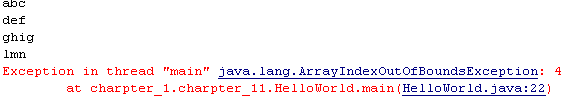 abc
def
ghig
lmn
Exception in thread "main" java.lang.ArrayIndexOutOfBoundsException: 4
at charpter_1.charpter_11.HelloWorld.main(HelloWorld.java:22)